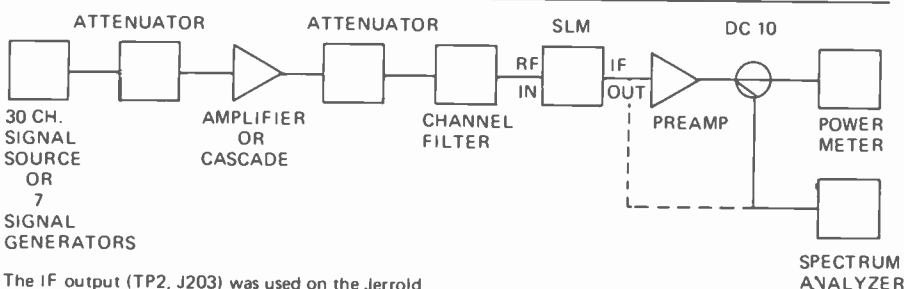 ATTENUATOR
ATTENUATOR
SLM
DC 10
RF
IN
IF
OUT
30 CH.
SIGNAL
SOURCE
OR
7
SIGNAL
GENERATORS
AMPLIFIER
OR
CASCADE
CHANNEL
FILTER
PREAMP
POWER
METER
SPECTRUM
ANALYZER
The IF output (TP2, J203) was used on the Jerrold